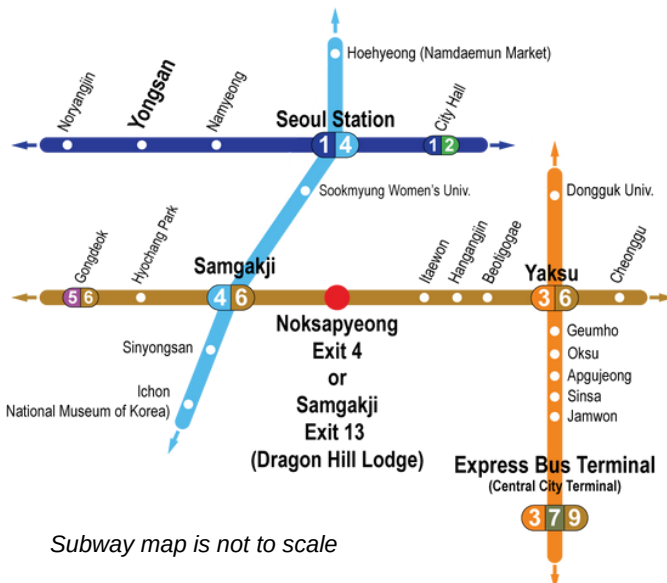 Hoehyeong (Namdaemun Market)
Noryangjin
Yongsan
Namyeong
Seoul Station
City Hall
1 4
1 2
Sookmyung Women's Univ.
Dongguk Univ.
Gongdeok
Hyochang Park
Samgakji
Itaewon
Hangangjin
Beotigogae
Yaksu
Cheonggu
5 6
4 6
3 6
Noksapyeong
Exit 4
or
Samgakji
Exit 13
(Dragon Hill Lodge)
Sinyongsan
Ichon
National Museum of Korea)
Geumho
Oksu
Apgujeong
Sinsa
Jamwon
Express Bus Terminal
(Central City Terminal)
3 7 9
Subway map is not to scale